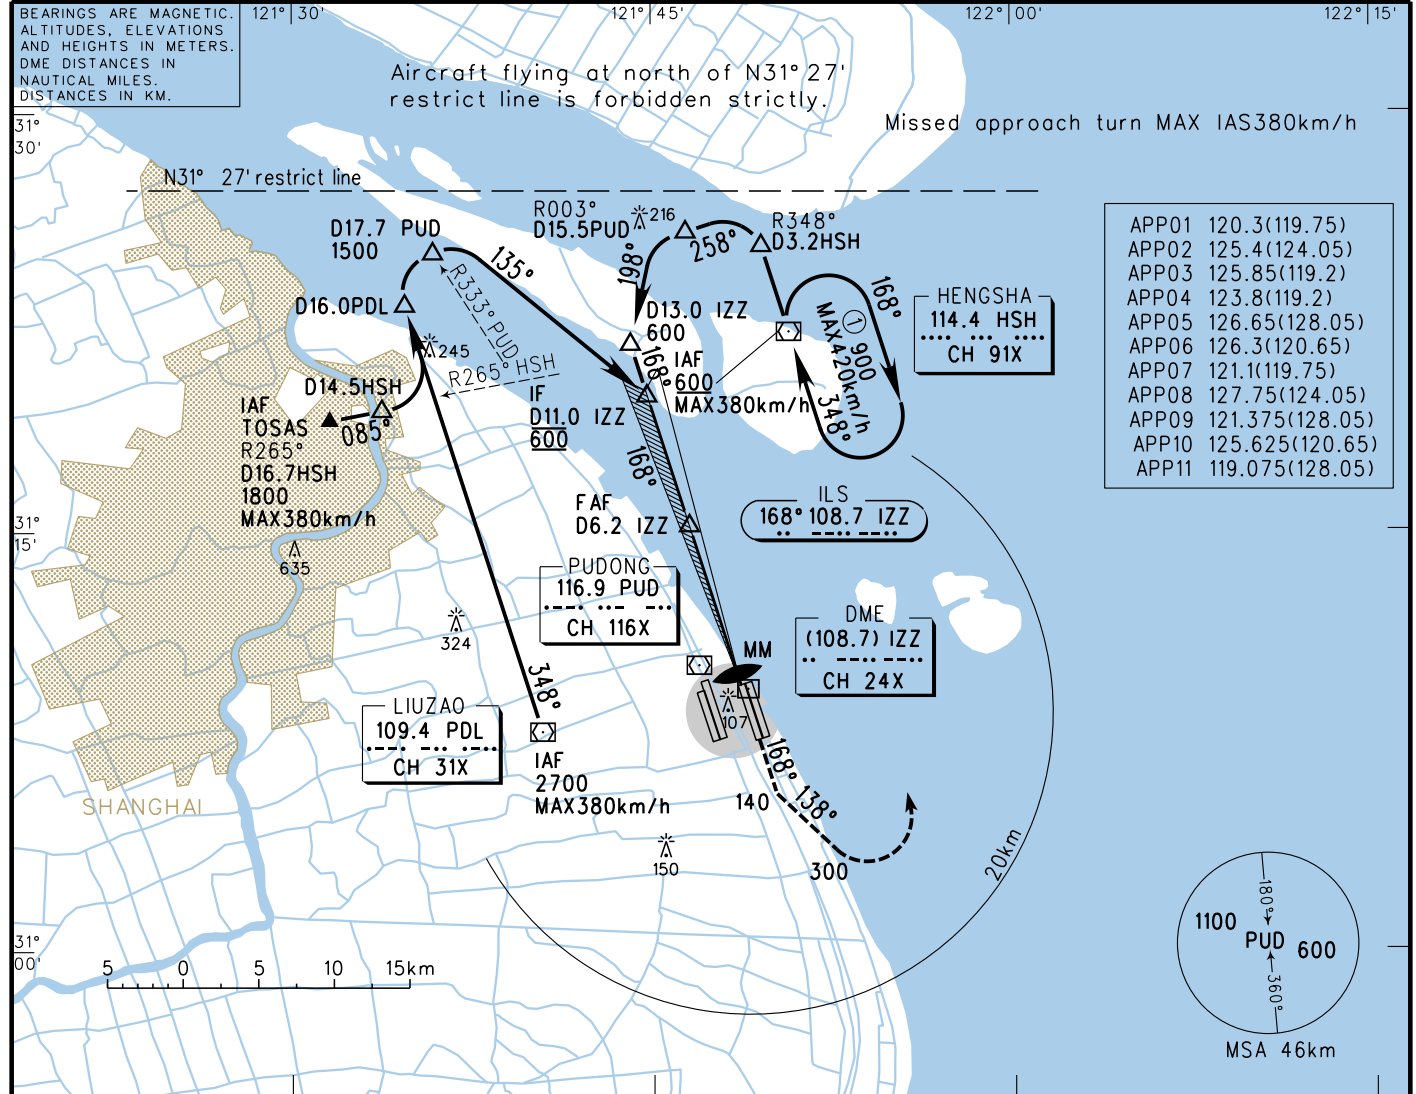 BEARINGS ARE MAGNETIC.
ALTITUDES, ELEVATIONS
AND HEIGHTS IN METERS.
DME DISTANCES IN
NAUTICAL MILES.
DISTANCES IN KM.
121° 30'
121° 45'
122° 00'
122° 15'
Aircraft flying at north of N31° 27'
restrict line is forbidden strictly.
Missed approach turn MAX IAS380km/h
31°
30'
N31° 27' restrict line
D17.7 PUD
1500
R003°
D15.5PUD
216
R348°
D3.2HSH
258°
198°
135°
168°
R333° PUD
D16.0PDL
245
R265° HSH
D14.5HSH
IAF
TOSAS
085°
R265°
D16.7HSH
1800
MAX380km/h
D13.0 IZZ
600
168°
IAF
600
MAX380km/h
1 900
MAX420km/h
348°
HENGSHA
114.4 HSH
CH 91X
APP01 120.3(119.75)
APP02 125.4(124.05)
APP03 125.85(119.2)
APP04 123.8(119.2)
APP05 126.65(128.05)
APP06 126.3(120.65)
APP07 121.1(119.75)
APP08 127.75(124.05)
APP09 121.375(128.05)
APP10 125.625(120.65)
APP11 119.075(128.05)
IF
D11.0 IZZ
600
168°
FAF
D6.2 IZZ
ILS
168° 108.7 IZZ
31°
15'
635
324
PUDONG
116.9 PUD
CH 116X
DME
(108.7) IZZ
CH 24X
MM
107
348°
LIUZAO
109.4 PDL
CH 31X
IAF
2700
MAX380km/h
168°
138°
140
300
150
20km
SHANGHAI
31°
00'
5 0 5 10 15km
180°
1100
PUD
600
360°
MSA 46km